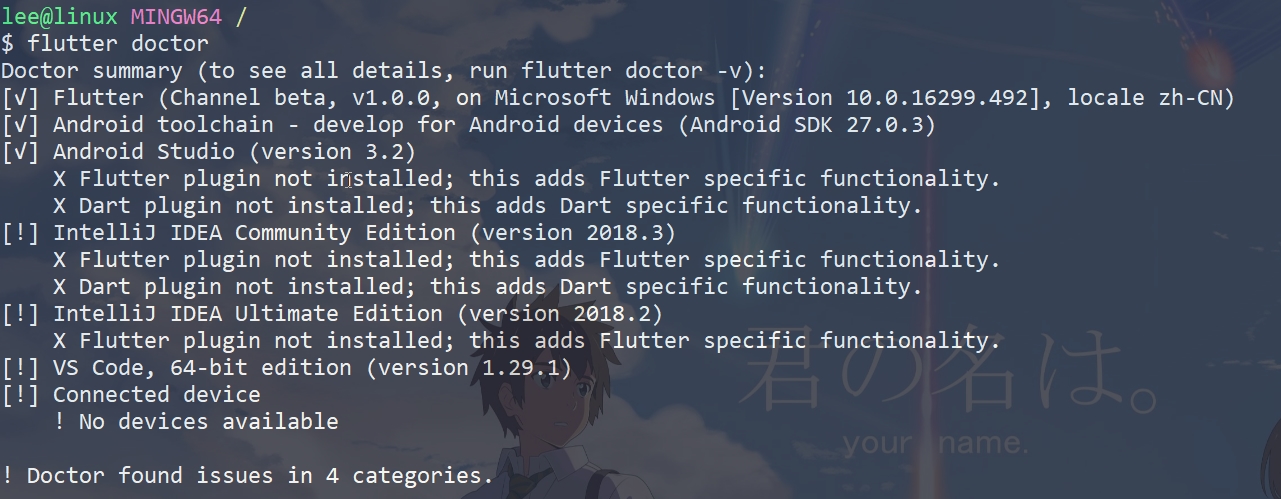 lee@linux MINGW64 /
$ flutter doctor
Doctor summary (to see all details, run flutter doctor -v):
[√] Flutter (Channel beta, v1.0.0, on Microsoft Windows [Version 10.0.16299.492], locale zh-CN)
[√] Android toolchain - develop for Android devices (Android SDK 27.0.3)
[√] Android Studio (version 3.2)
    X Flutter plugin not installed; this adds Flutter specific functionality.
    X Dart plugin not installed; this adds Dart specific functionality.
[!] IntelliJ IDEA Community Edition (version 2018.3)
    X Flutter plugin not installed; this adds Flutter specific functionality.
    X Dart plugin not installed; this adds Dart specific functionality.
[!] IntelliJ IDEA Ultimate Edition (version 2018.2)
    X Flutter plugin not installed; this adds Flutter specific functionality.
[!] VS Code, 64-bit edition (version 1.29.1)
[!] Connected device
    ! No devices available
! Doctor found issues in 4 categories.
君の名は。
your name.